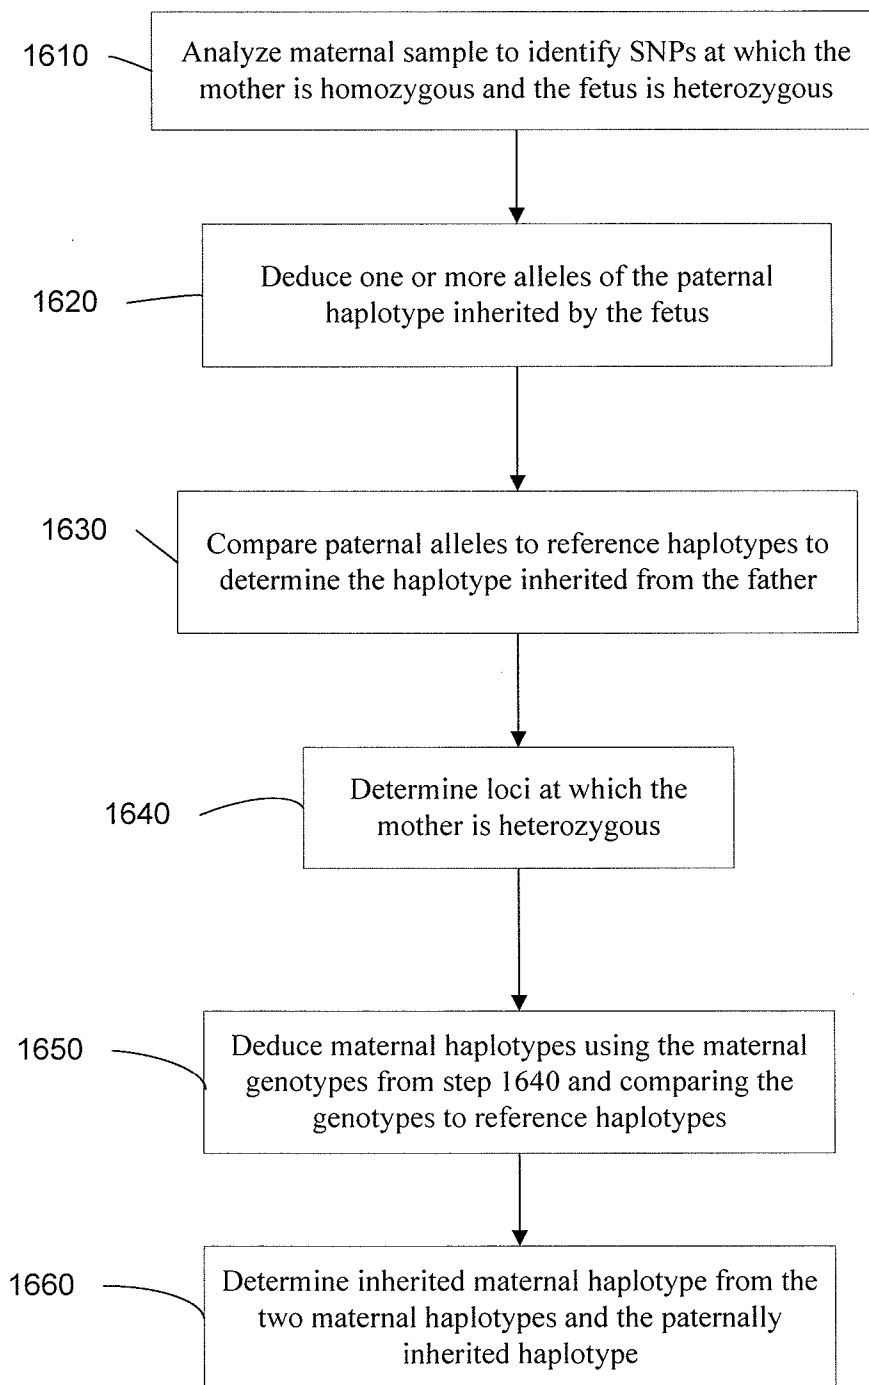 1610
Analyze maternal sample to identify SNPs at which the
mother is homozygous and the fetus is heterozygous
1620
Deduce one or more alleles of the paternal
haplotype inherited by the fetus
1630
Compare paternal alleles to reference haplotypes to
determine the haplotype inherited from the father
1640
Determine loci at which the
mother is heterozygous
1650
Deduce maternal haplotypes using the maternal
genotypes from step 1640 and comparing the
genotypes to reference haplotypes
1660
Determine inherited maternal haplotype from the
two maternal haplotypes and the paternally
inherited haplotype